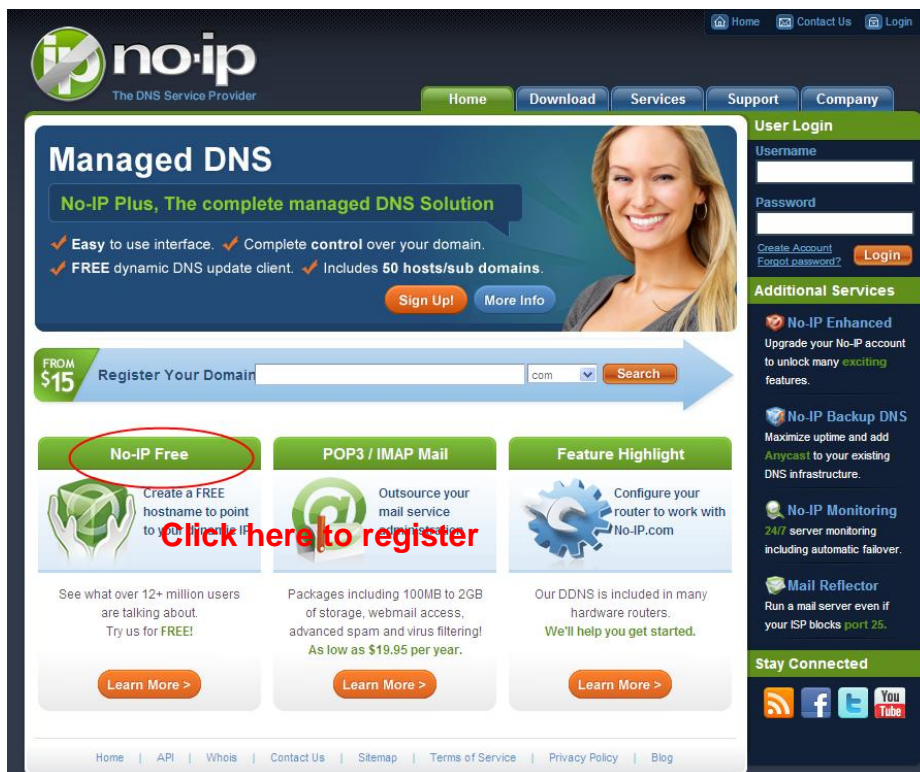 Home Contact Us Login
ip no·ip
The DNS Service Provider
Home Download Services Support Company
Managed DNS
No-IP Plus, The complete managed DNS Solution
Easy to use interface. Complete control over your domain.
FREE dynamic DNS update client. Includes 50 hosts/sub domains.
Sign Up! More Info
User Login
Username
Password
Create Account
Forgot password?
Login
FROM
$15
Register Your Domain
com
Search
No-IP Free
Create a FREE
hostname to point
to your dynamic IP
Click here to register
See what over 12+ million users
are talking about.
Try us for FREE!
Learn More >
POP3 / IMAP Mail
Outsource your
mail service
administration
Packages including 100MB to 2GB
of storage, webmail access,
advanced spam and virus filtering!
As low as $19.95 per year.
Learn More >
Feature Highlight
Configure your
router to work with
No-IP.com
Our DDNS is included in many
hardware routers.
We'll help you get started.
Learn More >
Additional Services
No-IP Enhanced
Upgrade your No-IP account
to unlock many exciting
features.
No-IP Backup DNS
Maximize uptime and add
Anycast to your existing
DNS infrastructure.
No-IP Monitoring
24/7 server monitoring
including automatic failover.
Mail Reflector
Run a mail server even if
your ISP blocks port 25.
Stay Connected
You
Tube
Home | API | Whois | Contact Us | Sitemap | Terms of Service | Privacy Policy | Blog